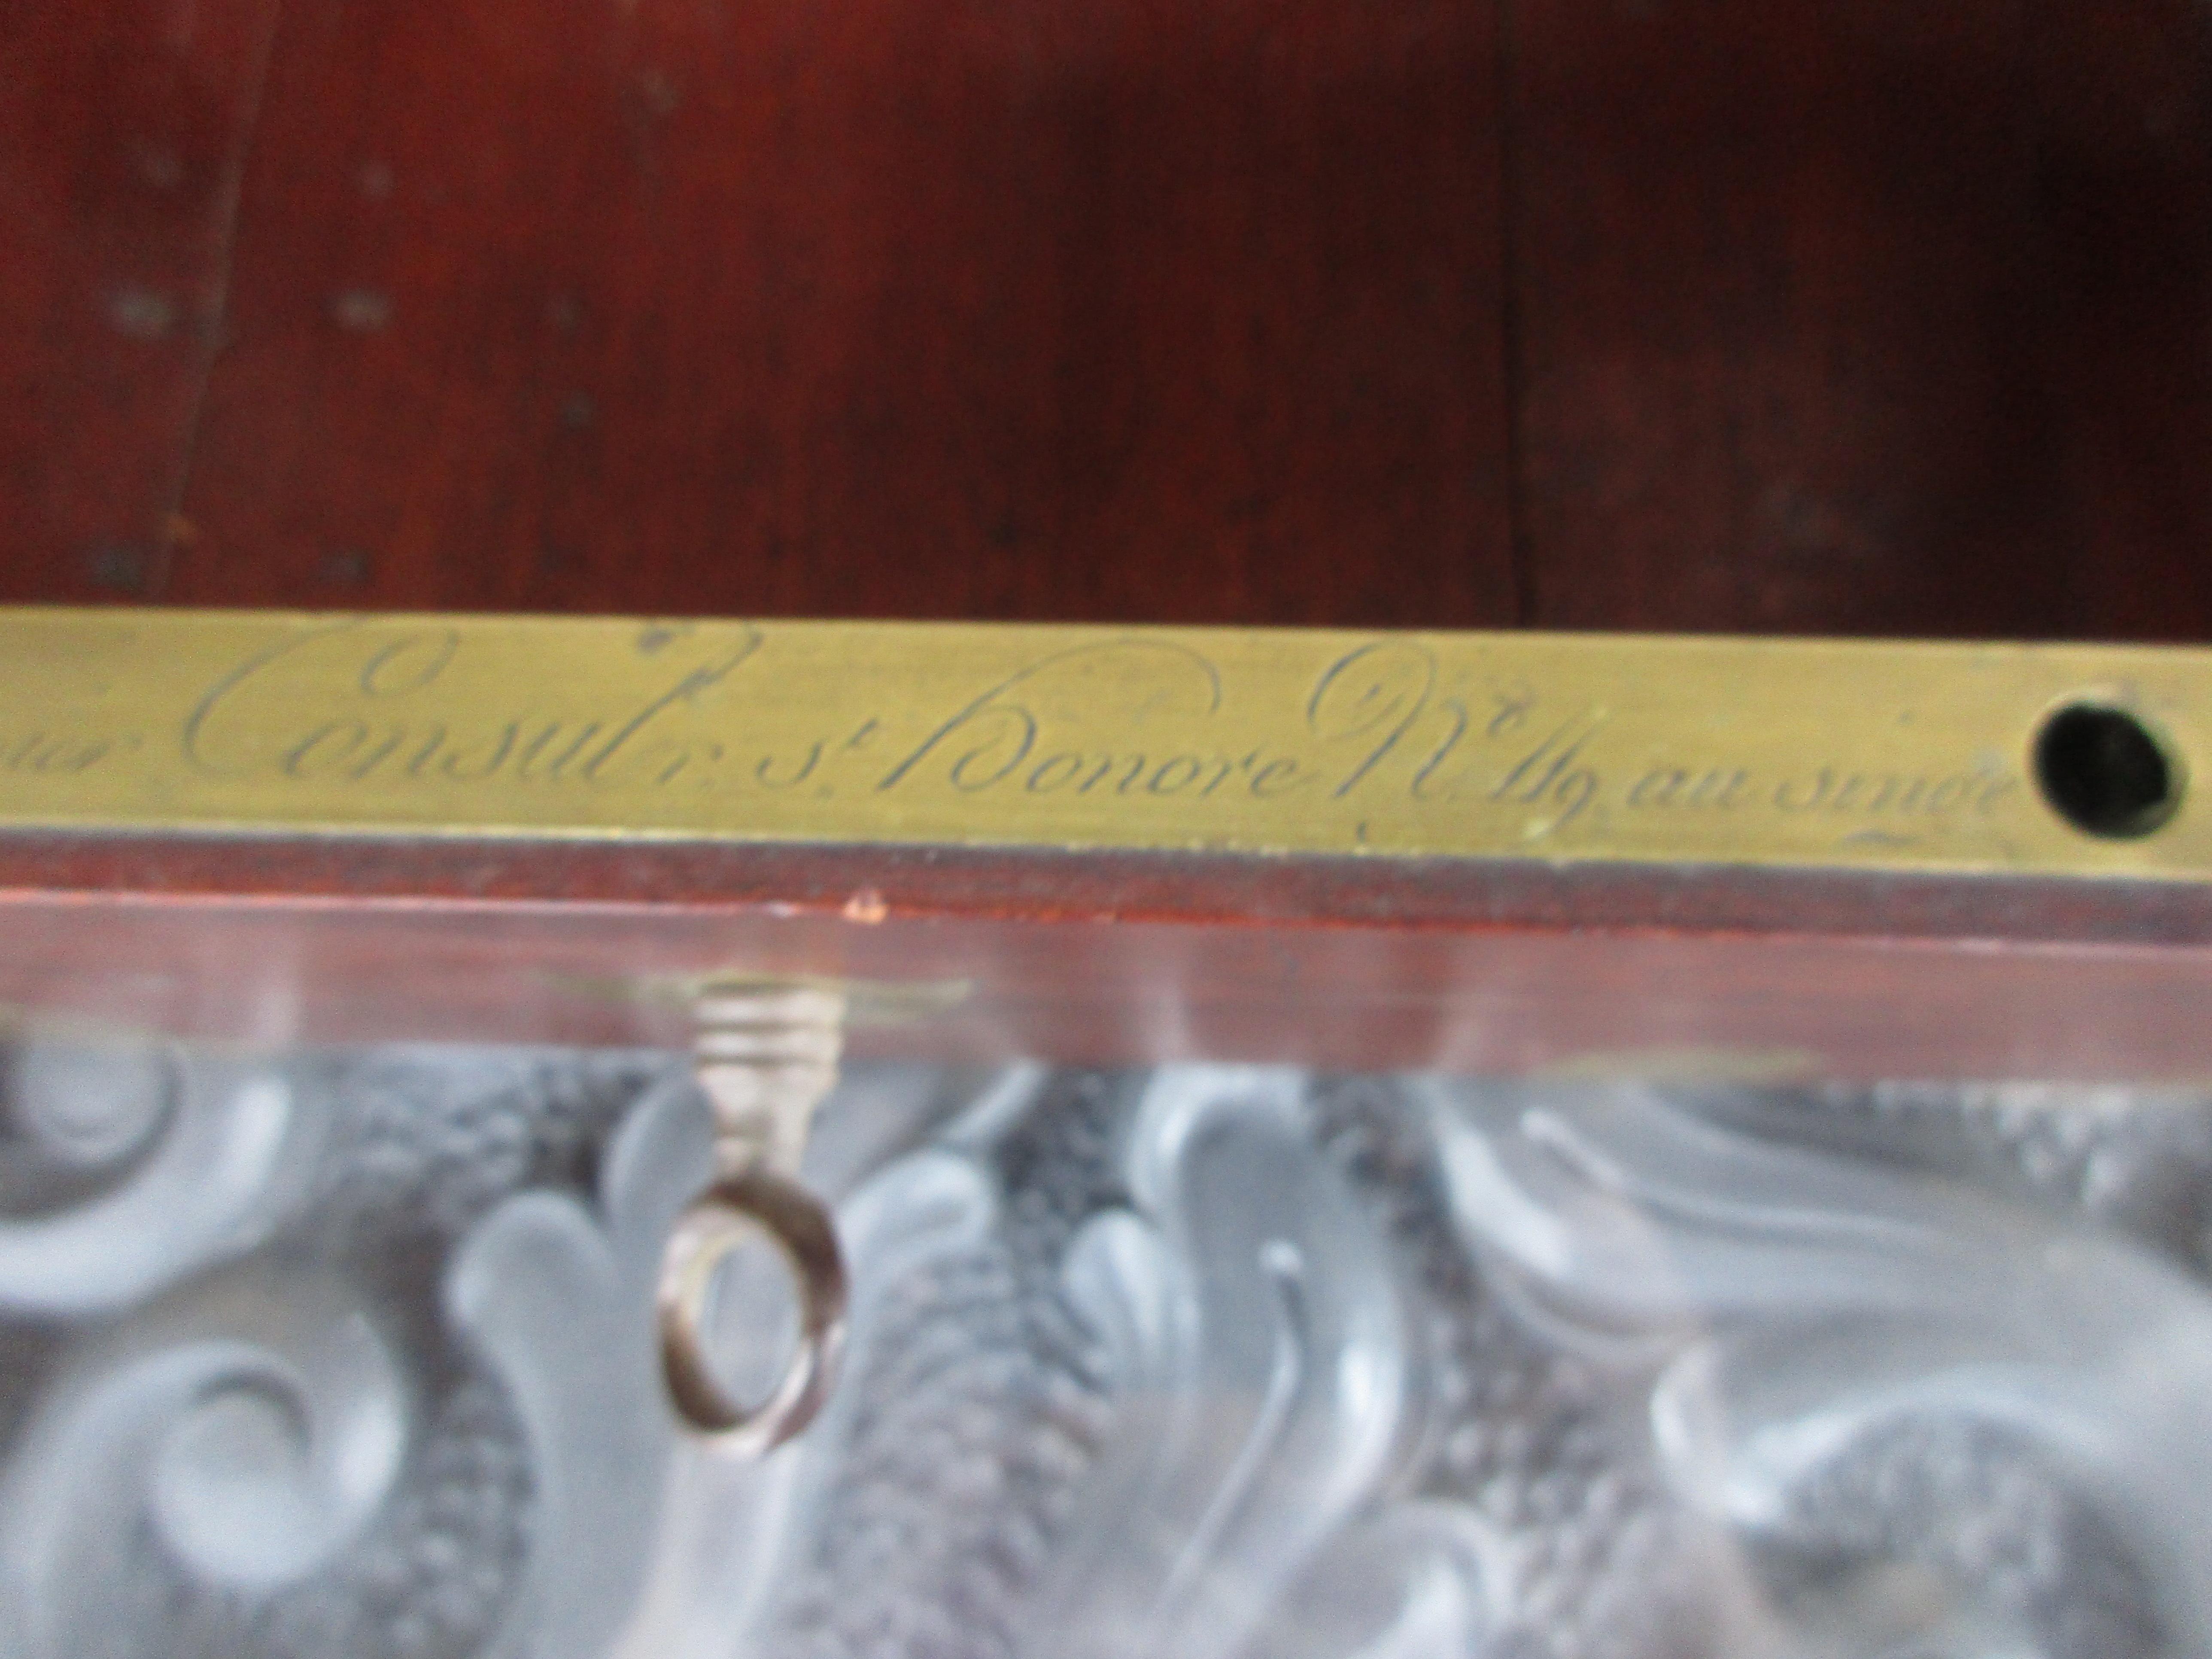 Consul r. St Honore No 119 au singe